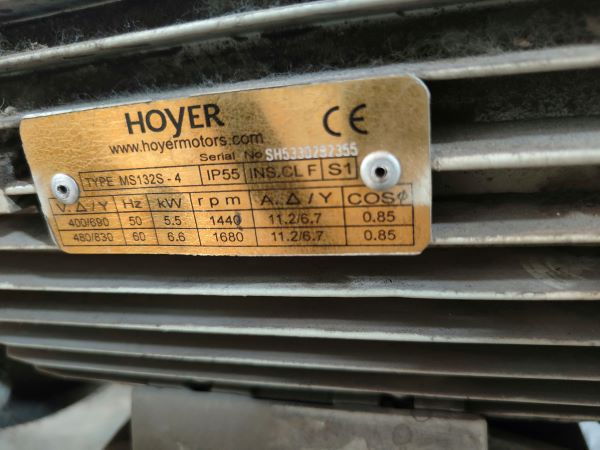 HOYER CE
www.hoyermotors.com
Serial No SH5330282355
TYPE MS132S-4 IP55 INS.CL F S1
V.Δ/Y Hz kW rpm A.Δ/Y COSϕ
400/690 50 5.5 1440 11.2/6.7 0.85
480/830 60 6.6 1680 11.2/6.7 0.85